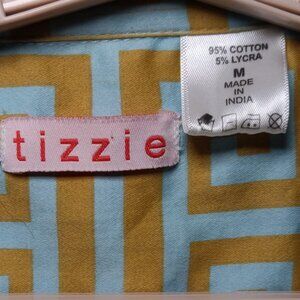 95% COTTON
5% LYCRA
M
MADE
IN
INDIA
tizzie